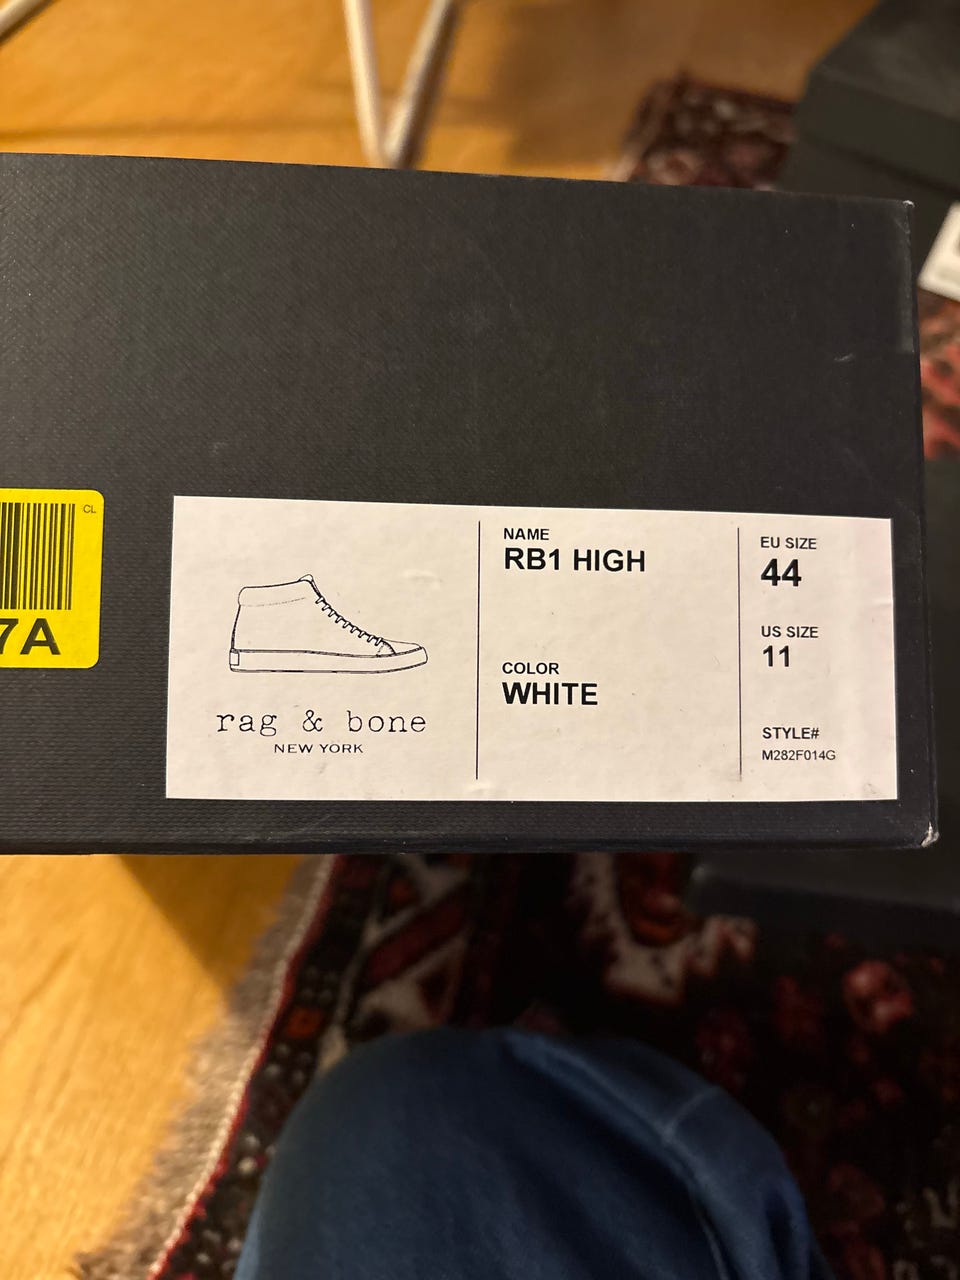 CL
7A
rag & bone
NEW YORK
NAME
RB1 HIGH
COLOR
WHITE
EU SIZE
44
US SIZE
11
STYLE#
M282F014G